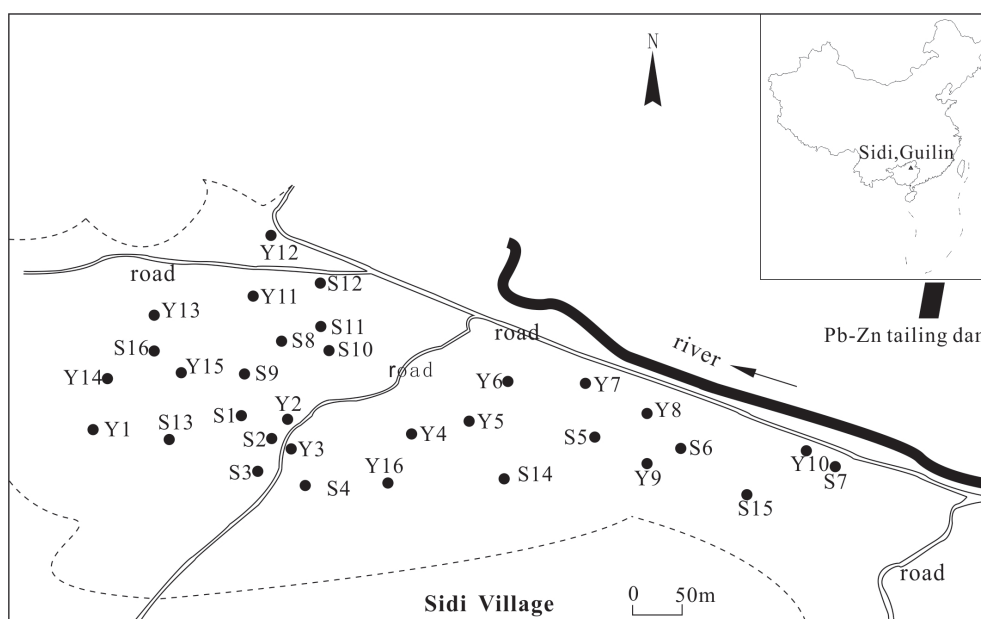 N
Sidi,Guilin
Y12
road
S12
Y11
Y13
S11
road
Pb-Zn tailing dam
S8
S10
river
S16
road
Y14
Y15
S9
Y6
Y7
S1
Y2
Y8
Y1
S13
S2
Y4
Y5
S5
Y3
S6
Y10
S3
Y9
S7
S4
Y16
S14
S15
road
Sidi Village
0 50m